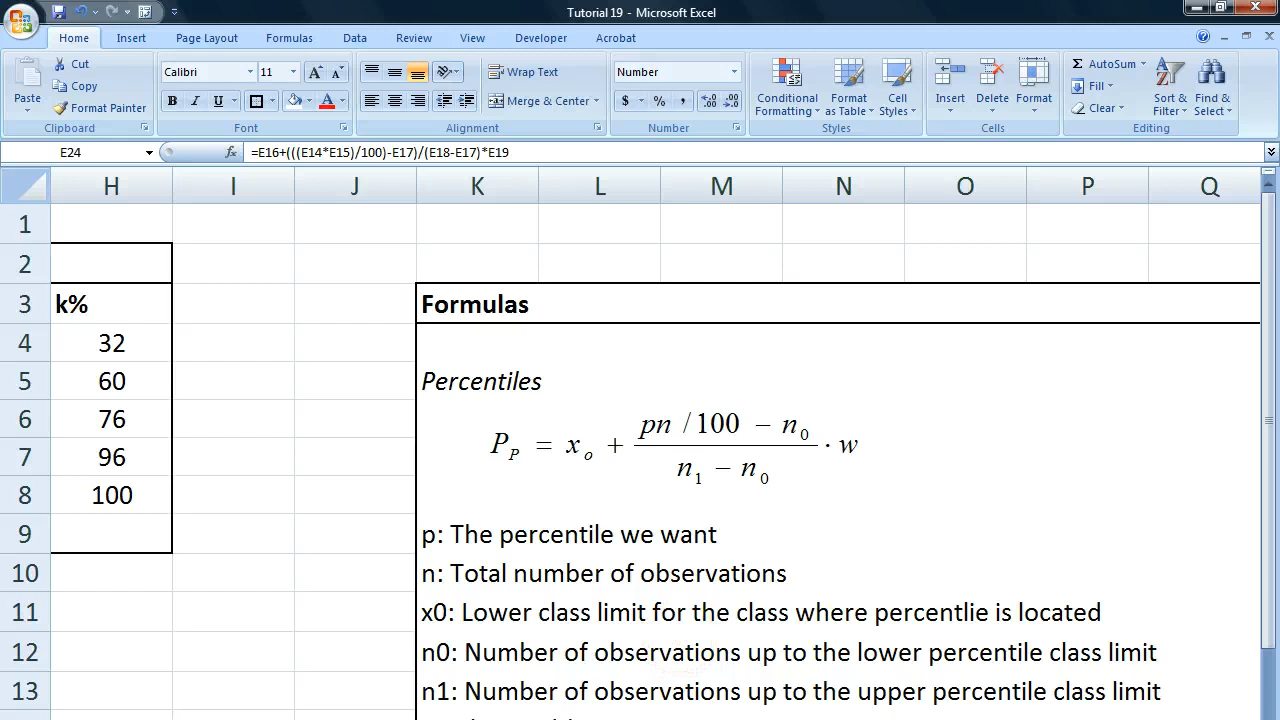 Tutorial 19 - Microsoft Excel
Home Insert Page Layout Formulas Data Review View Developer Acrobat
Paste Cut Copy Format Painter
Calibri 11
B I U A
Wrap Text
Merge & Center
Number
$ % ,
Conditional Formatting
Format as Table
Cell Styles
Insert Delete Format
Σ AutoSum
Fill
Clear
Sort & Filter
Find & Select
Clipboard Font Alignment Number Styles Cells Editing
E24 fx =E16+(((E14*E15)/100)-E17)/(E18-E17)*E19
H I J K L M N O P Q
1
2
3 k% Formulas
4 32
5 60 Percentiles
6 76
P_P = x_o + (pn /100 − n_0)/(n_1 − n_0) · w
7 96
8 100
9 p: The percentile we want
10 n: Total number of observations
11 x0: Lower class limit for the class where percentlie is located
12 n0: Number of observations up to the lower percentile class limit
13 n1: Number of observations up to the upper percentile class limit